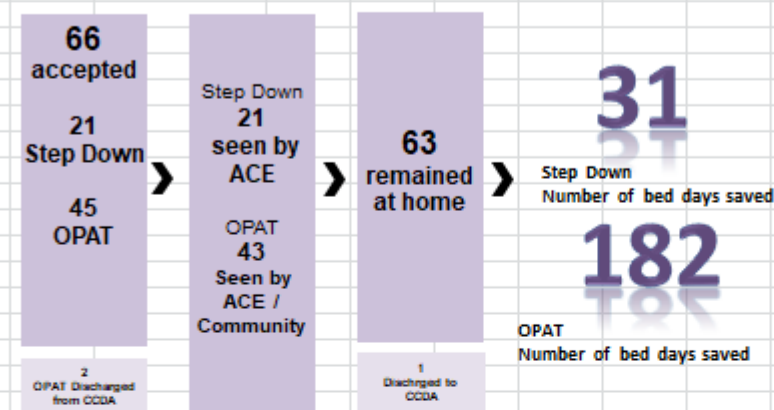 66
accepted
21
Step Down
45
OPAT
2
OPAT Discharged
from CCDA
Step Down
21
seen by
ACE
OPAT
43
Seen by
ACE /
Community
63
remained
at home
1
Dischrged to
CCDA
31
Step Down
Number of bed days saved
182
OPAT
Number of bed days saved